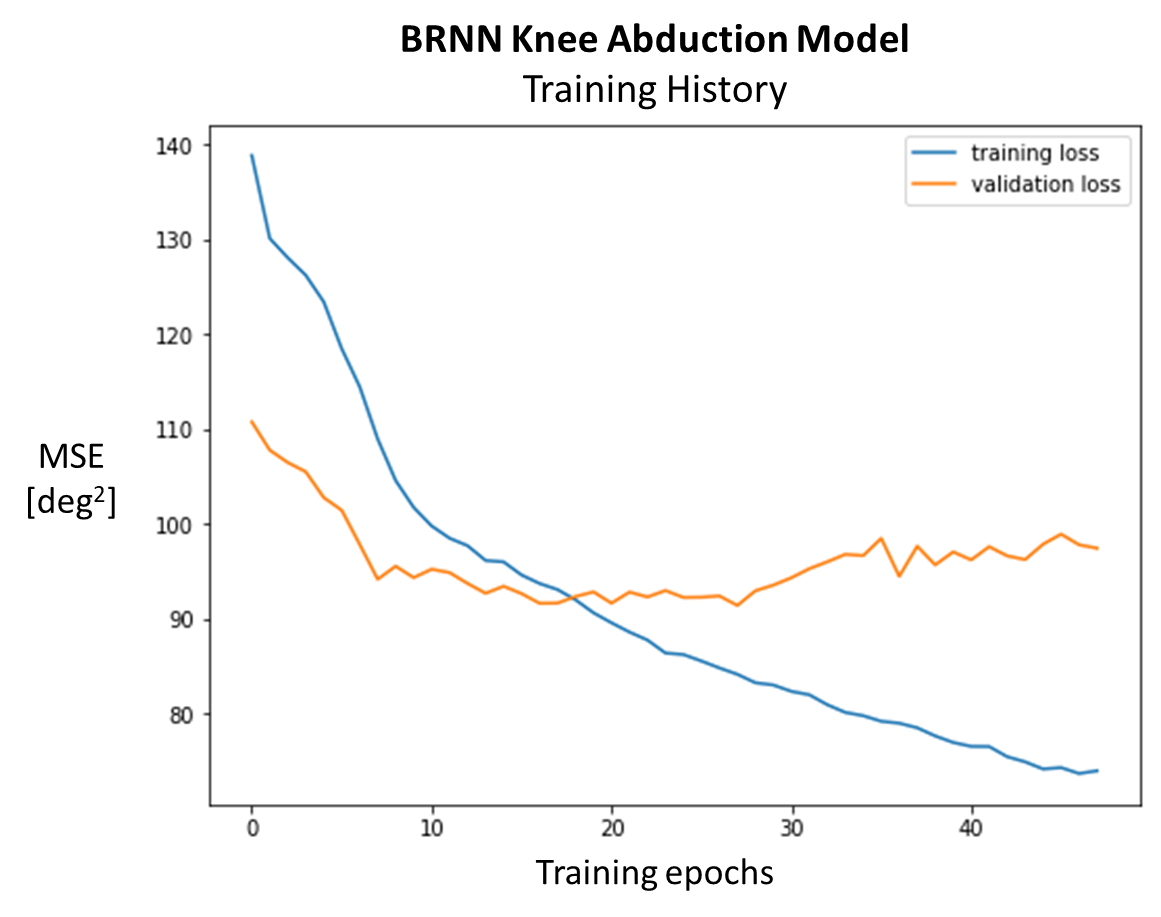 BRNN Knee Abduction Model
Training History
training loss
validation loss
140
130
120
110
100
90
80
MSE
[deg²]
0 10 20 30 40
Training epochs